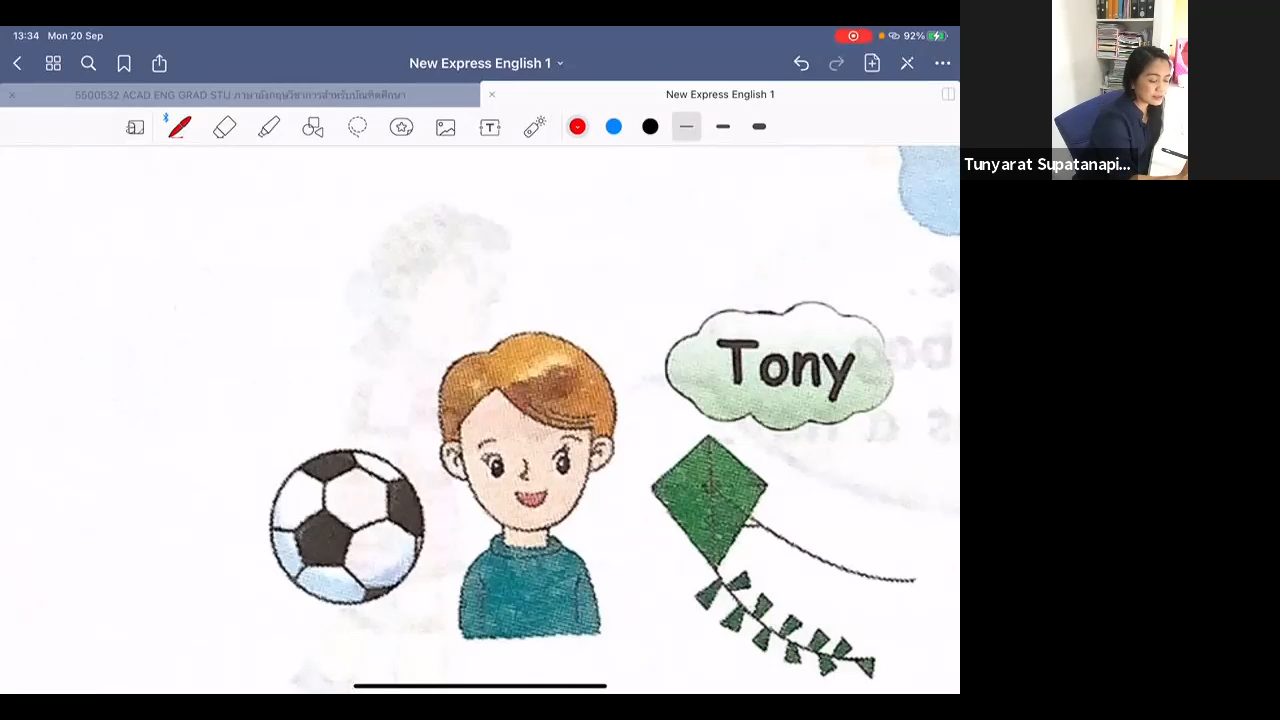 13:34 Mon 20 Sep
92%
New Express English 1
5500532 ACAD ENG GRAD STU ภาษาอังกฤษวิชาการสำหรับบัณฑิตศึกษา
New Express English 1
Tunyarat Supatanapi...
Tony